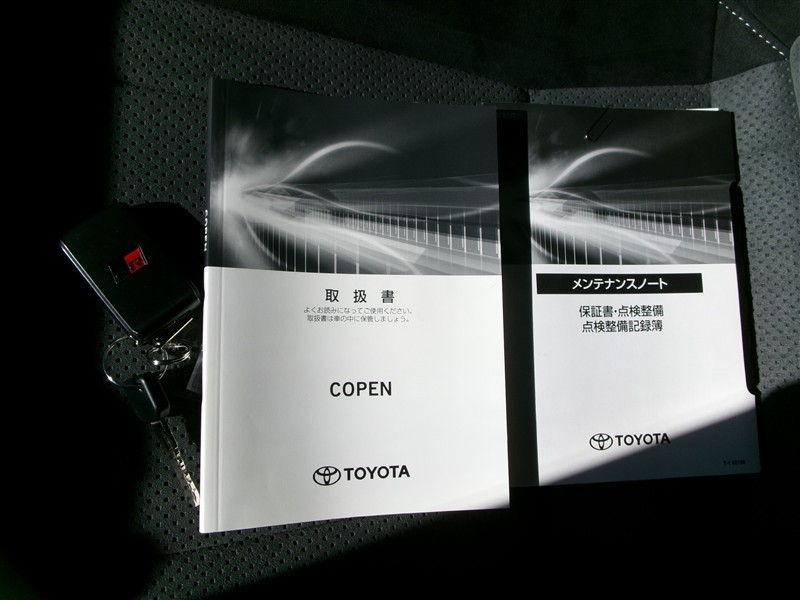 COPEN
取扱書
よくお読みになってご使用ください。
取扱書は車の中に保管しましょう。
COPEN
TOYOTA
メンテナンスノート
保証書・点検整備
点検整備記録簿
TOYOTA
GR